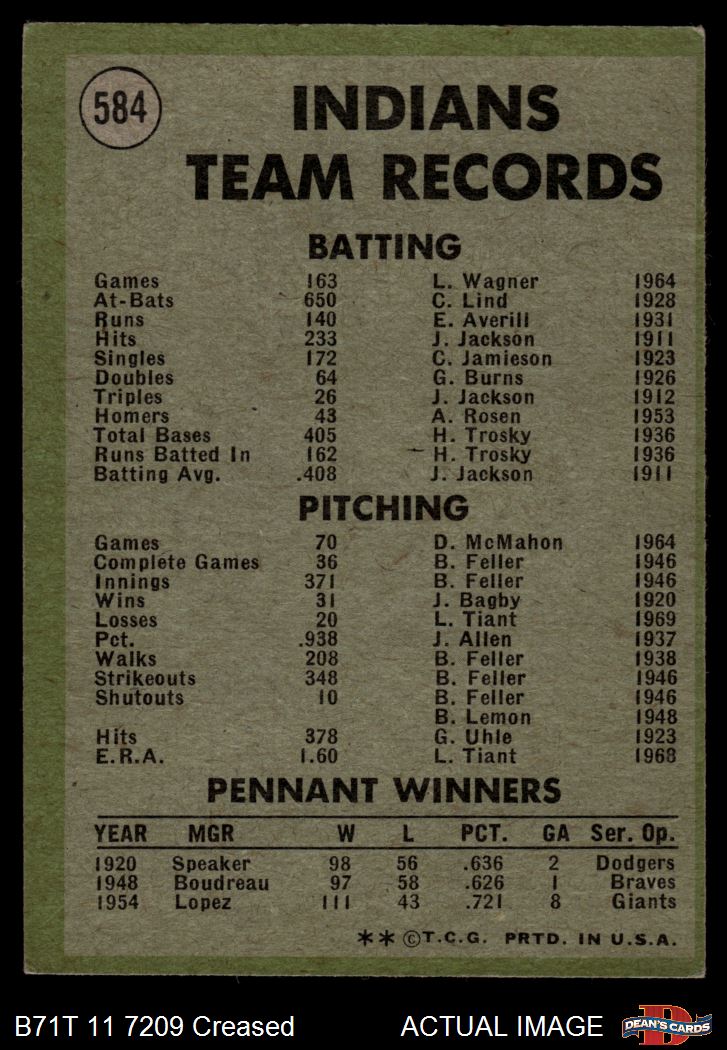 584
INDIANS
TEAM RECORDS
BATTING
Games 163 L. Wagner 1964
At-Bats 650 C. Lind 1928
Runs 140 E. Averill 1931
Hits 233 J. Jackson 1911
Singles 172 C. Jamieson 1923
Doubles 64 G. Burns 1926
Triples 26 J. Jackson 1912
Homers 43 A. Rosen 1953
Total Bases 405 H. Trosky 1936
Runs Batted In 162 H. Trosky 1936
Batting Avg. .408 J. Jackson 1911
PITCHING
Games 70 D. McMahon 1964
Complete Games 36 B. Feller 1946
Innings 371 B. Feller 1946
Wins 31 J. Bagby 1920
Losses 20 L. Tiant 1969
Pct. .938 J. Allen 1937
Walks 208 B. Feller 1938
Strikeouts 348 B. Feller 1946
Shutouts 10 B. Feller 1946
B. Lemon 1948
Hits 378 G. Uhle 1923
E.R.A. 1.60 L. Tiant 1968
PENNANT WINNERS
YEAR MGR W L PCT. GA Ser. Op.
1920 Speaker 98 56 .636 2 Dodgers
1948 Boudreau 97 58 .626 1 Braves
1954 Lopez 111 43 .721 8 Giants
** ©T.C.G. PRTD. IN U.S.A.
B71T 11 7209 Creased ACTUAL IMAGE D DEAN'S CARDS